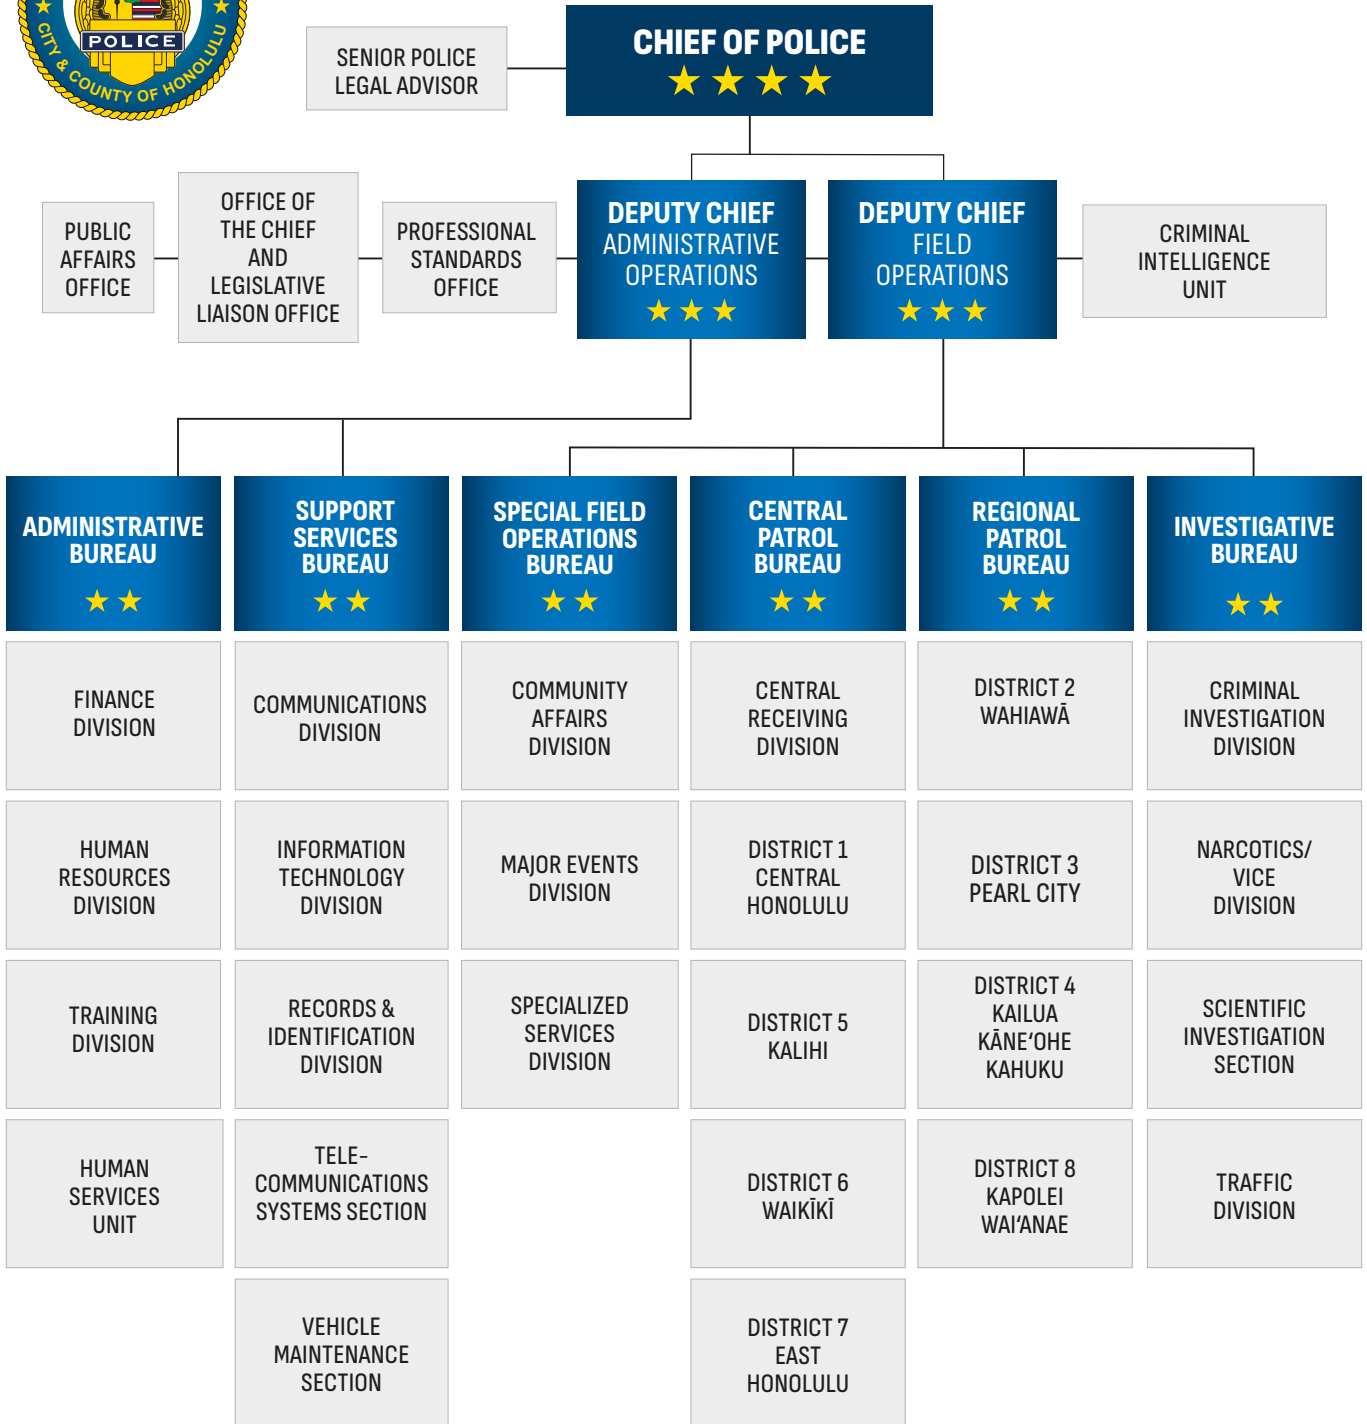 POLICE
CITY & COUNTY OF HONOLULU
CHIEF OF POLICE
SENIOR POLICE
LEGAL ADVISOR
PUBLIC
AFFAIRS
OFFICE
OFFICE OF
THE CHIEF
AND
LEGISLATIVE
LIAISON OFFICE
PROFESSIONAL
STANDARDS
OFFICE
DEPUTY CHIEF
ADMINISTRATIVE
OPERATIONS
DEPUTY CHIEF
FIELD
OPERATIONS
CRIMINAL
INTELLIGENCE
UNIT
ADMINISTRATIVE
BUREAU
FINANCE
DIVISION
HUMAN
RESOURCES
DIVISION
TRAINING
DIVISION
HUMAN
SERVICES
UNIT
SUPPORT
SERVICES
BUREAU
COMMUNICATIONS
DIVISION
INFORMATION
TECHNOLOGY
DIVISION
RECORDS &
IDENTIFICATION
DIVISION
TELE-
COMMUNICATIONS
SYSTEMS SECTION
VEHICLE
MAINTENANCE
SECTION
SPECIAL FIELD
OPERATIONS
BUREAU
COMMUNITY
AFFAIRS
DIVISION
MAJOR EVENTS
DIVISION
SPECIALIZED
SERVICES
DIVISION
CENTRAL
PATROL
BUREAU
CENTRAL
RECEIVING
DIVISION
DISTRICT 1
CENTRAL
HONOLULU
DISTRICT 5
KALIHI
DISTRICT 6
WAIKĪKĪ
DISTRICT 7
EAST
HONOLULU
REGIONAL
PATROL
BUREAU
DISTRICT 2
WAHIAWĀ
DISTRICT 3
PEARL CITY
DISTRICT 4
KAILUA
KĀNEʻOHE
KAHUKU
DISTRICT 8
KAPOLEI
WAIʻANAE
INVESTIGATIVE
BUREAU
CRIMINAL
INVESTIGATION
DIVISION
NARCOTICS/
VICE
DIVISION
SCIENTIFIC
INVESTIGATION
SECTION
TRAFFIC
DIVISION